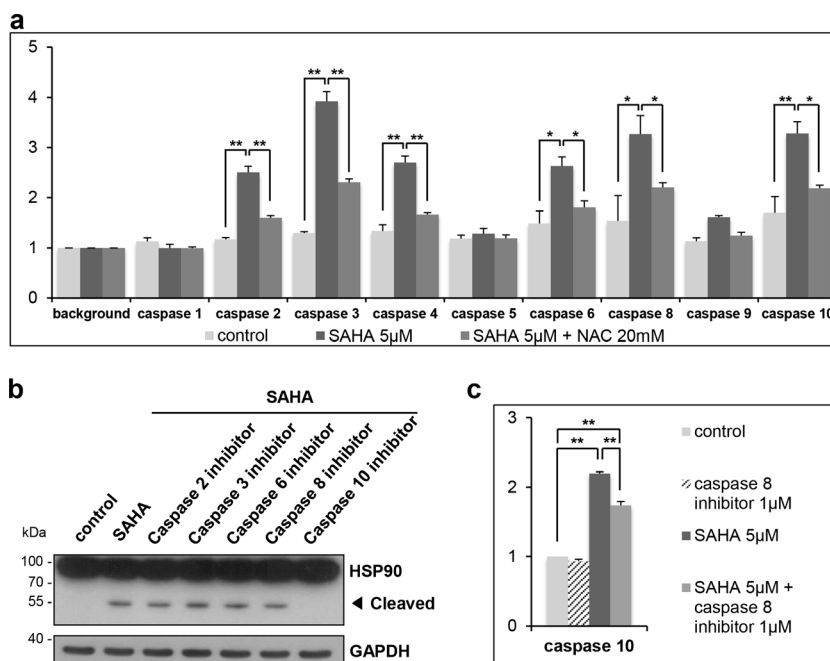 a
5
** **
4
* *
** *
** **
** **
* *
3
2
1
0
background caspase 1 caspase 2 caspase 3 caspase 4 caspase 5 caspase 6 caspase 8 caspase 9 caspase 10
control SAHA 5µM SAHA 5µM + NAC 20mM
b
SAHA
control
SAHA
Caspase 2 inhibitor
Caspase 3 inhibitor
Caspase 6 inhibitor
Caspase 8 inhibitor
Caspase 10 inhibitor
kDa
100 -
70 -
55 -
40 -
HSP90
Cleaved
GAPDH
c
3
**
** **
2
1
0
caspase 10
control
caspase 8
inhibitor 1µM
SAHA 5µM
SAHA 5µM +
caspase 8
inhibitor 1µM